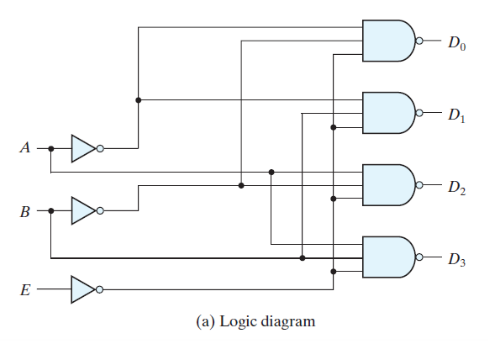 D₀
D₁
A
D₂
B
D₃
E
(a) Logic diagram